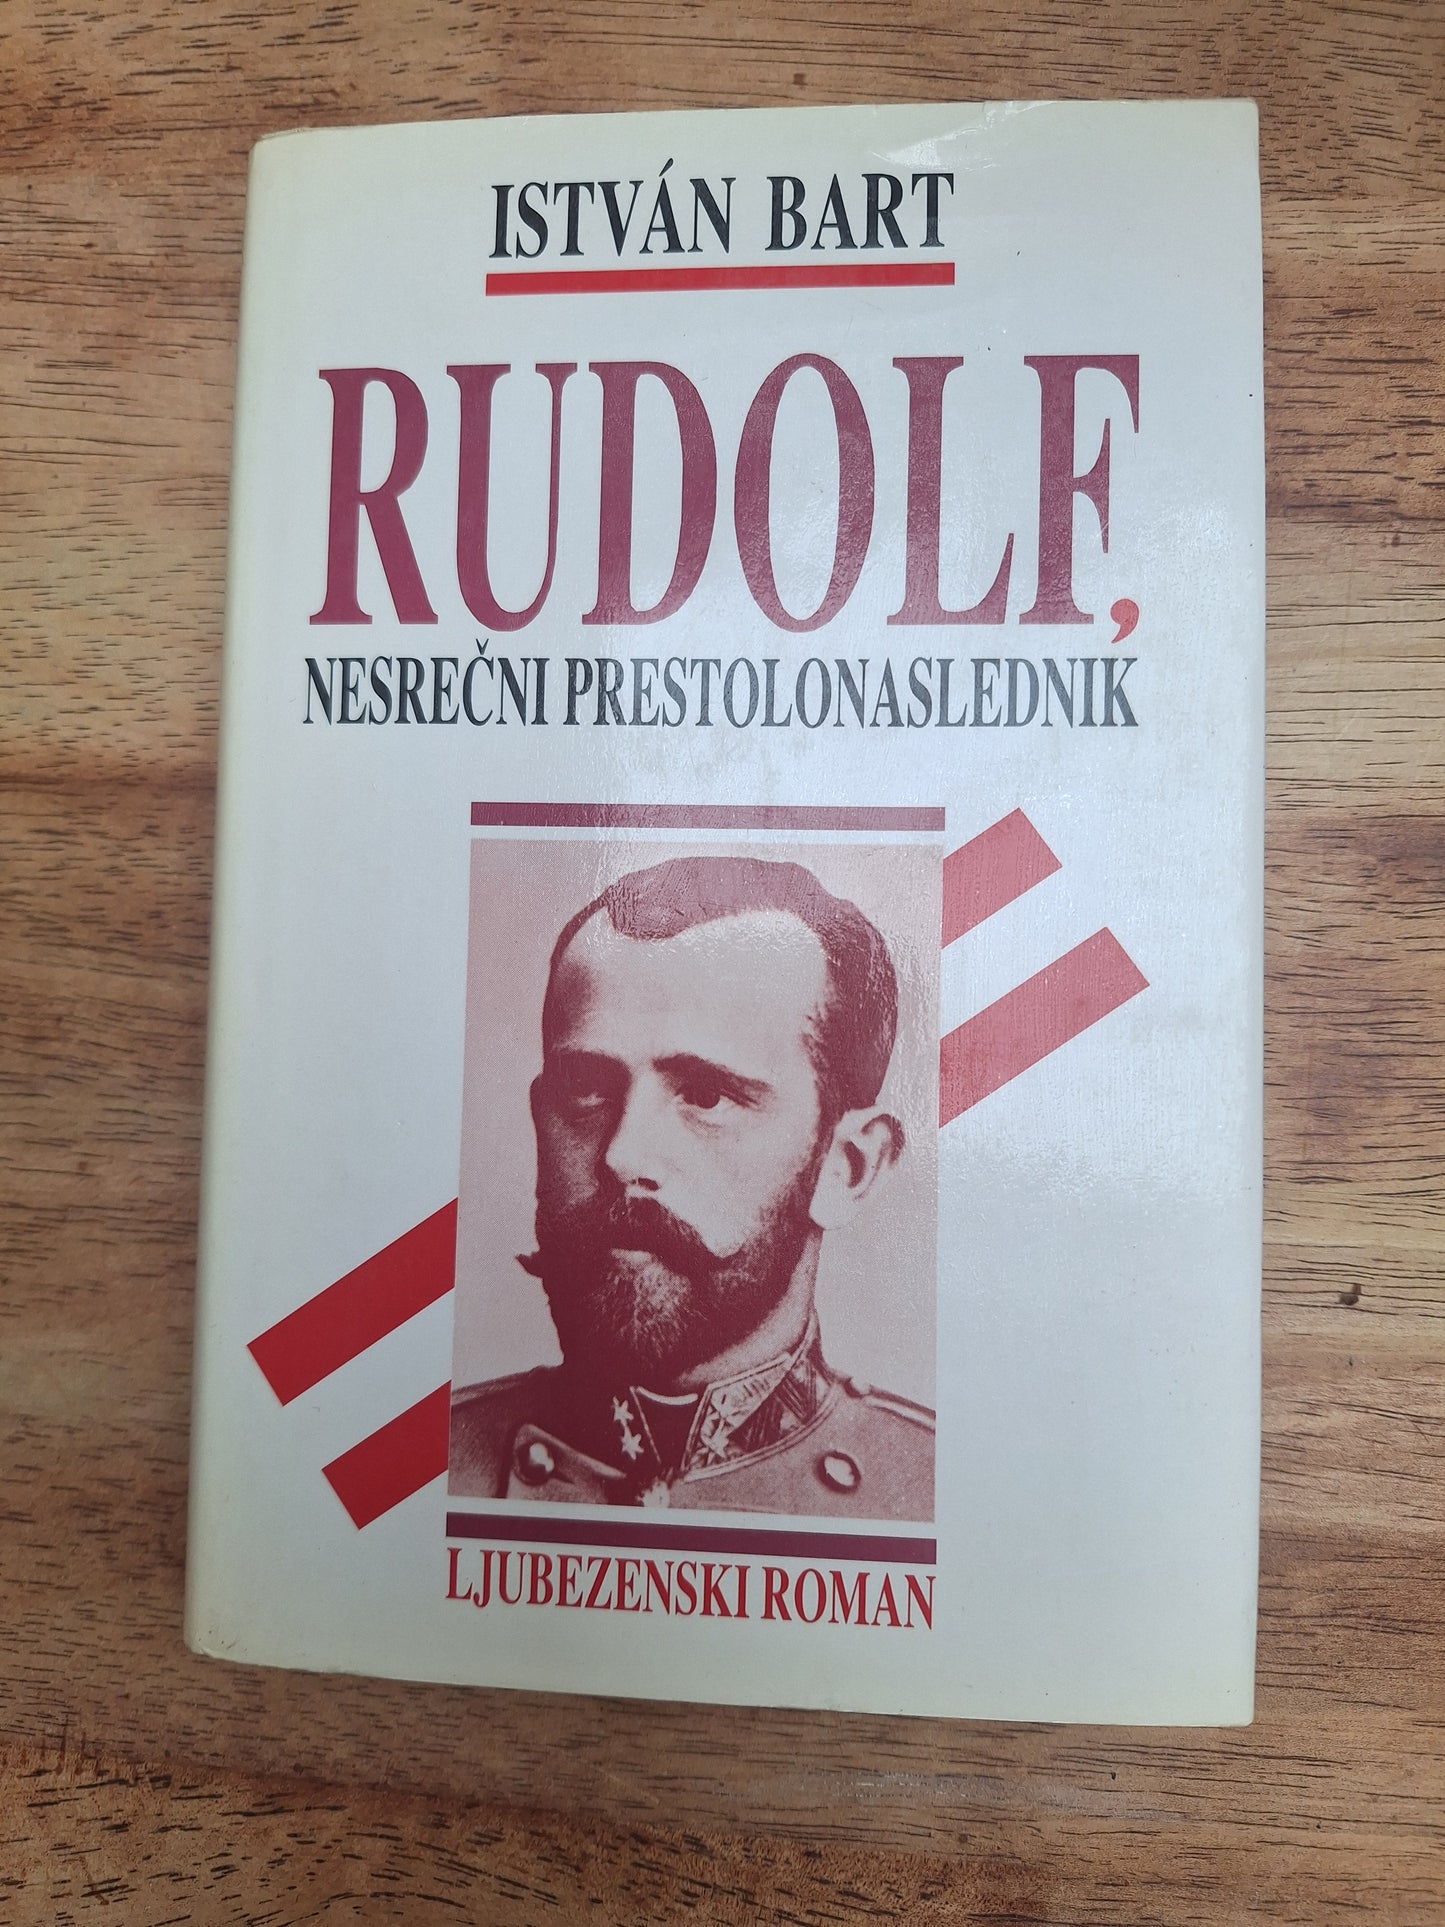 ISTVÁN BART
RUDOLF,
NESREČNI PRESTOLONASLEDNIK
LJUBEZENSKI ROMAN